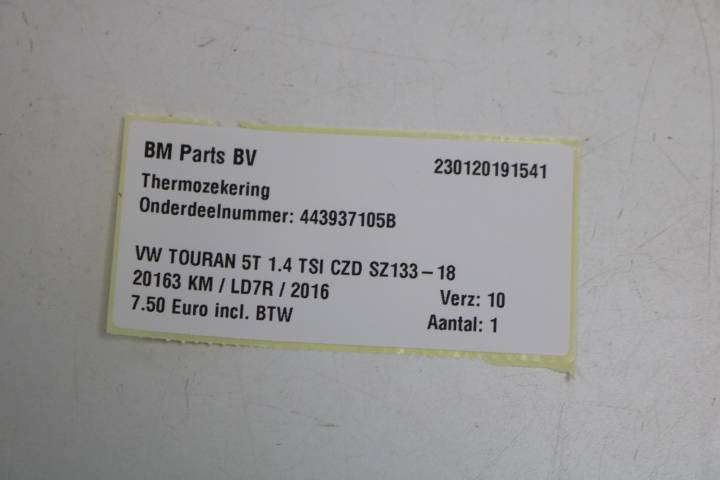 BM Parts BV 230120191541
Thermozekering
Onderdeelnummer: 443937105B
VW TOURAN 5T 1.4 TSI CZD SZ133-18
20163 KM / LD7R / 2016 Verz: 10
7.50 Euro incl. BTW Aantal: 1